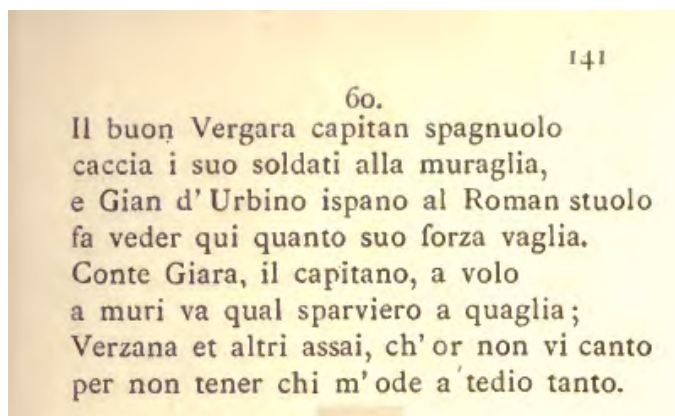 141
60.
Il buon Vergara capitan spagnuolo
caccia i suo soldati alla muraglia,
e Gian d' Urbino ispano al Roman stuolo
fa veder qui quanto suo forza vaglia.
Conte Giara, il capitano, a volo
a muri va qual sparviero a quaglia;
Verzana et altri assai, ch' or non vi canto
per non tener chi m' ode a tedio tanto.